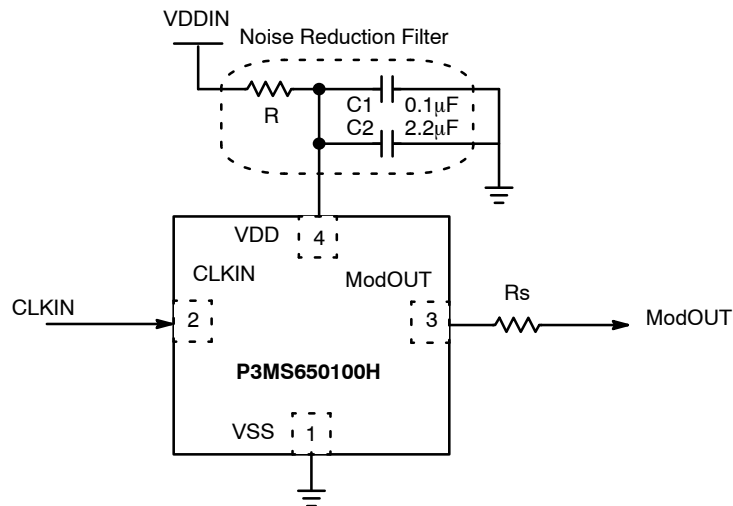 VDDIN
Noise Reduction Filter
R
C1 0.1μF
C2 2.2μF
VDD 4
CLKIN ModOUT
CLKIN 2 3 Rs ModOUT
P3MS650100H
VSS 1